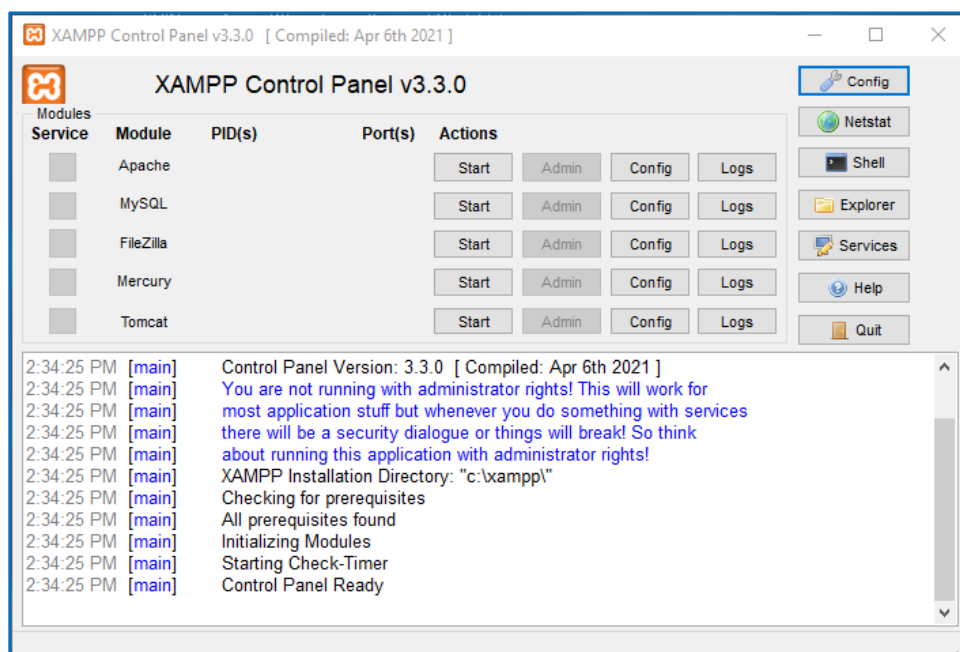 XAMPP Control Panel v3.3.0 [ Compiled: Apr 6th 2021 ]
XAMPP Control Panel v3.3.0
Config
Modules
Service Module PID(s) Port(s) Actions
Netstat
Apache Start Admin Config Logs
Shell
MySQL Start Admin Config Logs
Explorer
FileZilla Start Admin Config Logs
Services
Mercury Start Admin Config Logs
Help
Tomcat Start Admin Config Logs
Quit
2:34:25 PM [main] Control Panel Version: 3.3.0 [ Compiled: Apr 6th 2021 ]
2:34:25 PM [main] You are not running with administrator rights! This will work for
2:34:25 PM [main] most application stuff but whenever you do something with services
2:34:25 PM [main] there will be a security dialogue or things will break! So think
2:34:25 PM [main] about running this application with administrator rights!
2:34:25 PM [main] XAMPP Installation Directory: "c:\xampp\"
2:34:25 PM [main] Checking for prerequisites
2:34:25 PM [main] All prerequisites found
2:34:25 PM [main] Initializing Modules
2:34:25 PM [main] Starting Check-Timer
2:34:25 PM [main] Control Panel Ready